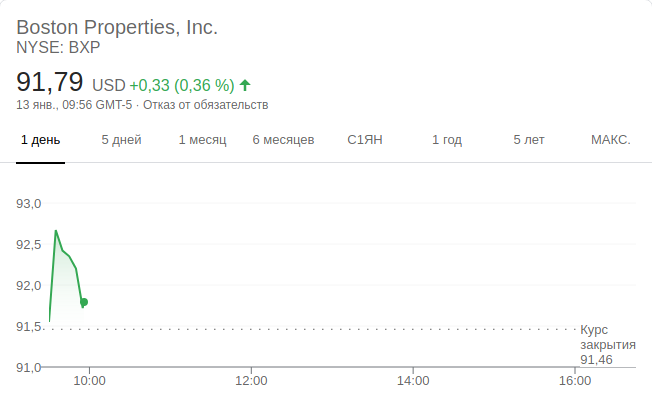 Boston Properties, Inc.
NYSE: BXP
91,79 USD +0,33 (0,36 %)
13 янв., 09:56 GMT-5 · Отказ от обязательств
1 день 5 дней 1 месяц 6 месяцев С1ЯН 1 год 5 лет МАКС.
93,0
92,5
92,0
91,5
91,0
Курс
закрытия
91,46
10:00 12:00 14:00 16:00